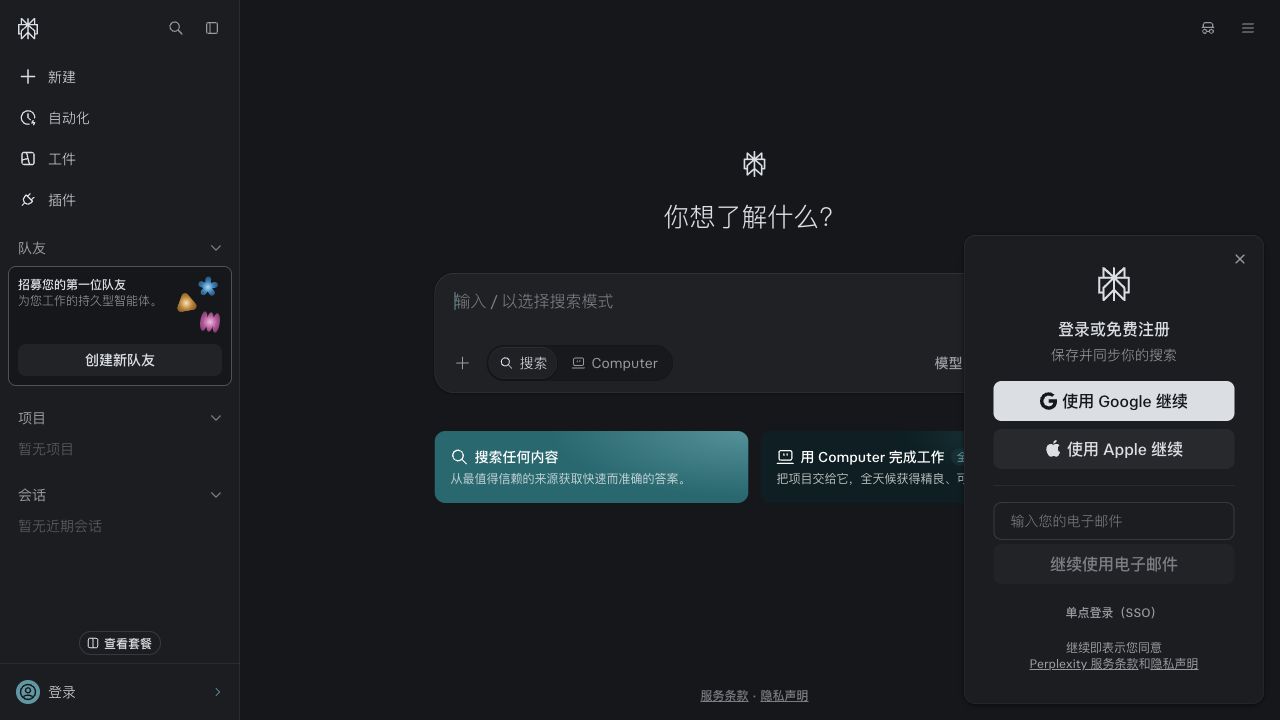 新建
自动化
工件
插件
队友
招募您的第一位队友
为您工作的持久型智能体。
创建新队友
项目
暂无项目
会话
暂无近期会话
查看套餐
登录
你想了解什么?
输入 / 以选择搜索模式
搜索
Computer
模型
搜索任何内容
从最值得信赖的来源获取快速而准确的答案。
用 Computer 完成工作
把项目交给它，全天候获得精良、
服务条款 · 隐私声明
登录或免费注册
保存并同步你的搜索
使用 Google 继续
使用 Apple 继续
输入您的电子邮件
继续使用电子邮件
单点登录（SSO）
继续即表示您同意
Perplexity 服务条款和隐私声明